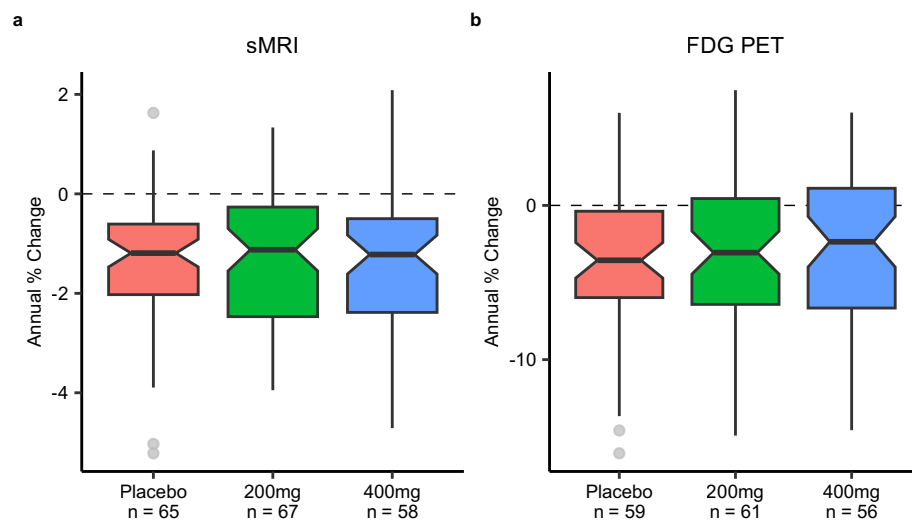 a
sMRI
Annual % Change
2
0
-2
-4
Placebo
n = 65
200mg
n = 67
400mg
n = 58
b
FDG PET
Annual % Change
0
-10
Placebo
n = 59
200mg
n = 61
400mg
n = 56